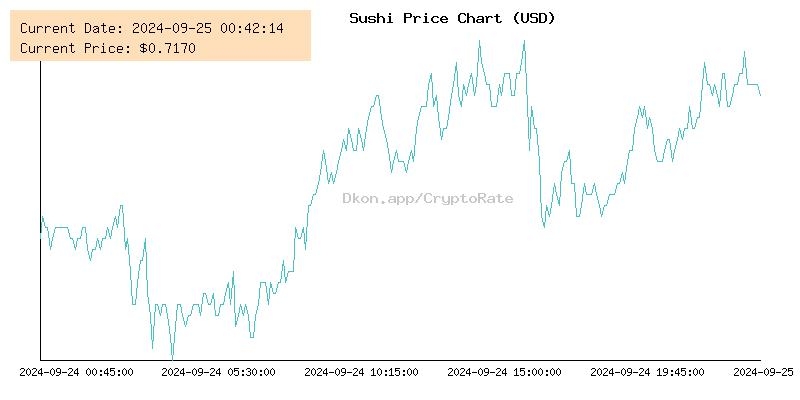 Sushi Price Chart (USD)
Current Date: 2024-09-25 00:42:14
Current Price: $0.7170
Dkon.app/CryptoRate
2024-09-24 00:45:00 2024-09-24 05:30:00 2024-09-24 10:15:00 2024-09-24 15:00:00 2024-09-24 19:45:00 2024-09-25